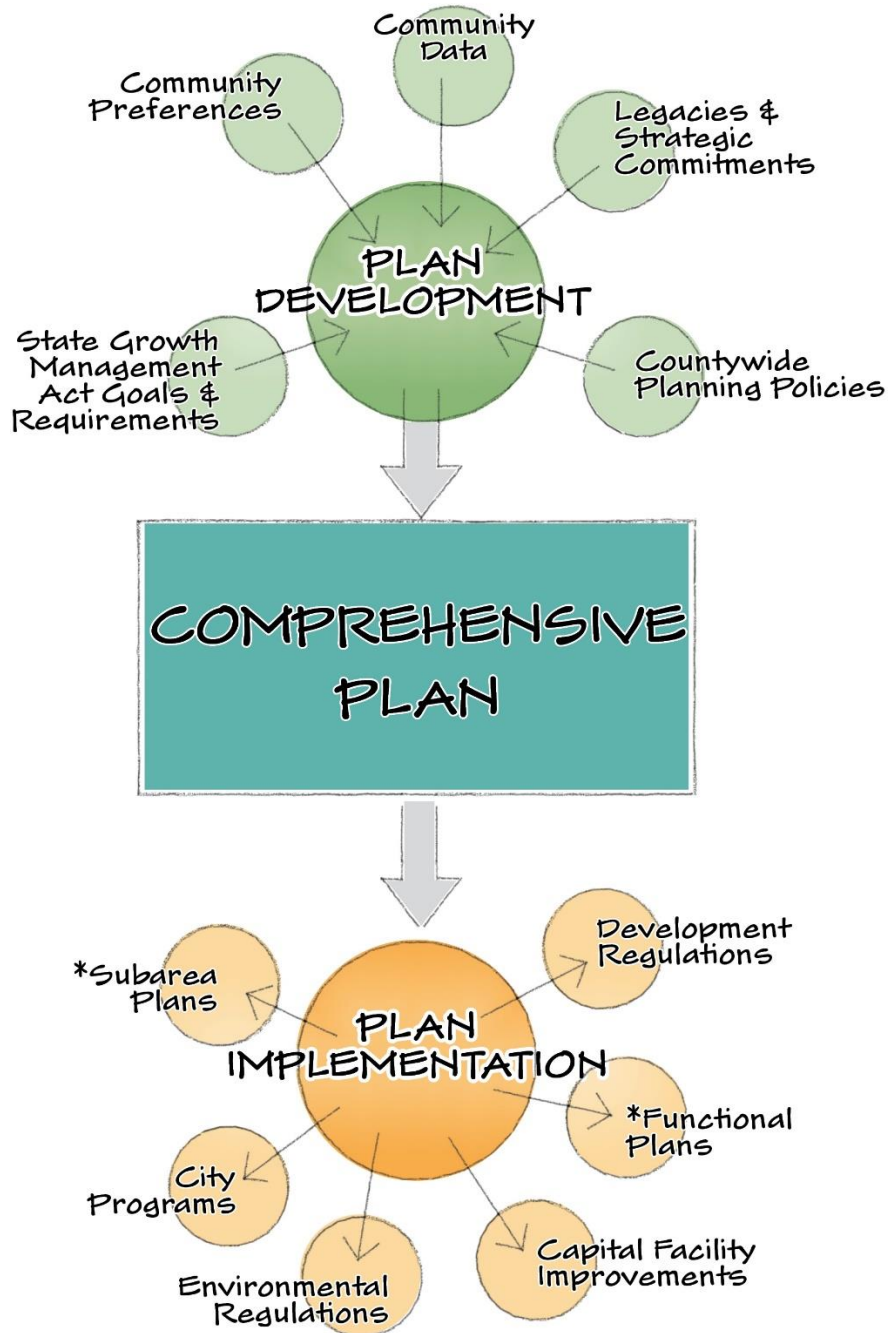 Community
Data
Community
Preferences
Legacies &
Strategic
Commitments
PLAN
DEVELOPMENT
State Growth
Management
Act Goals &
Requirements
Countywide
Planning Policies
COMPREHENSIVE
PLAN
Development
Regulations
*Subarea
Plans
PLAN
IMPLEMENTATION
*Functional
Plans
City
Programs
Capital Facility
Improvements
Environmental
Regulations